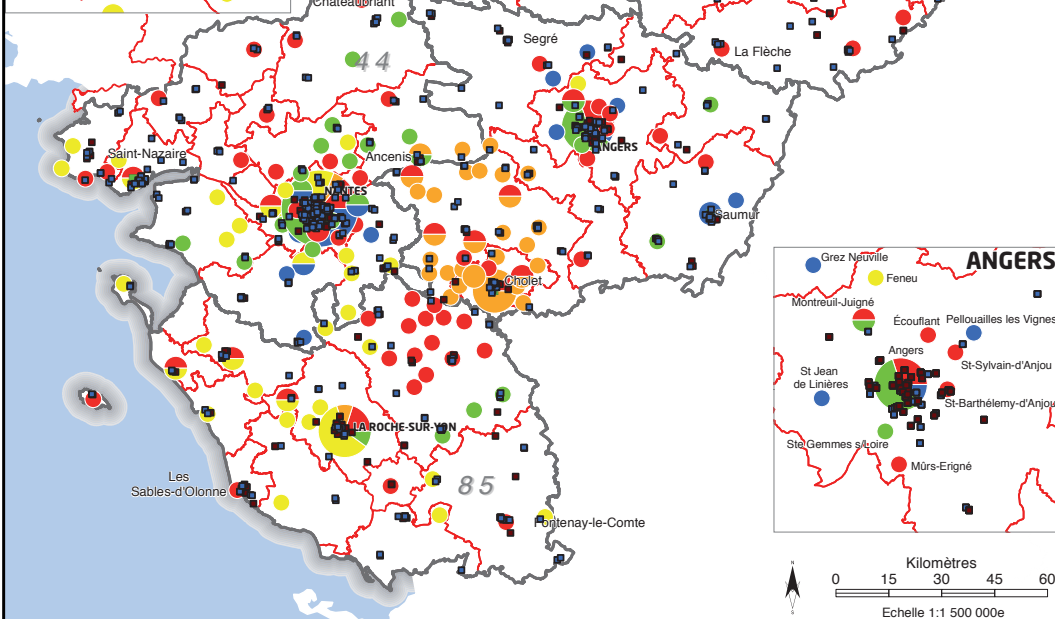 Châteaubriant
Segré
La Flèche
44
ANGERS
Saint-Nazaire
Ancenis
NANTES
Saumur
Cholet
LA ROCHE-SUR-YON
Les
Sables-d'Olonne
85
Fontenay-le-Comte
ANGERS
Grez Neuville
Feneu
Montreuil-Juigné
Écouflant
Pellouailles les Vignes
Angers
St-Sylvain-d'Anjou
St Jean
de Linières
St-Barthélemy-d'Anjou
Ste Gemmes s/Loire
Mûrs-Erigné
Kilomètres
0 15 30 45 60
Echelle 1:1 500 000e